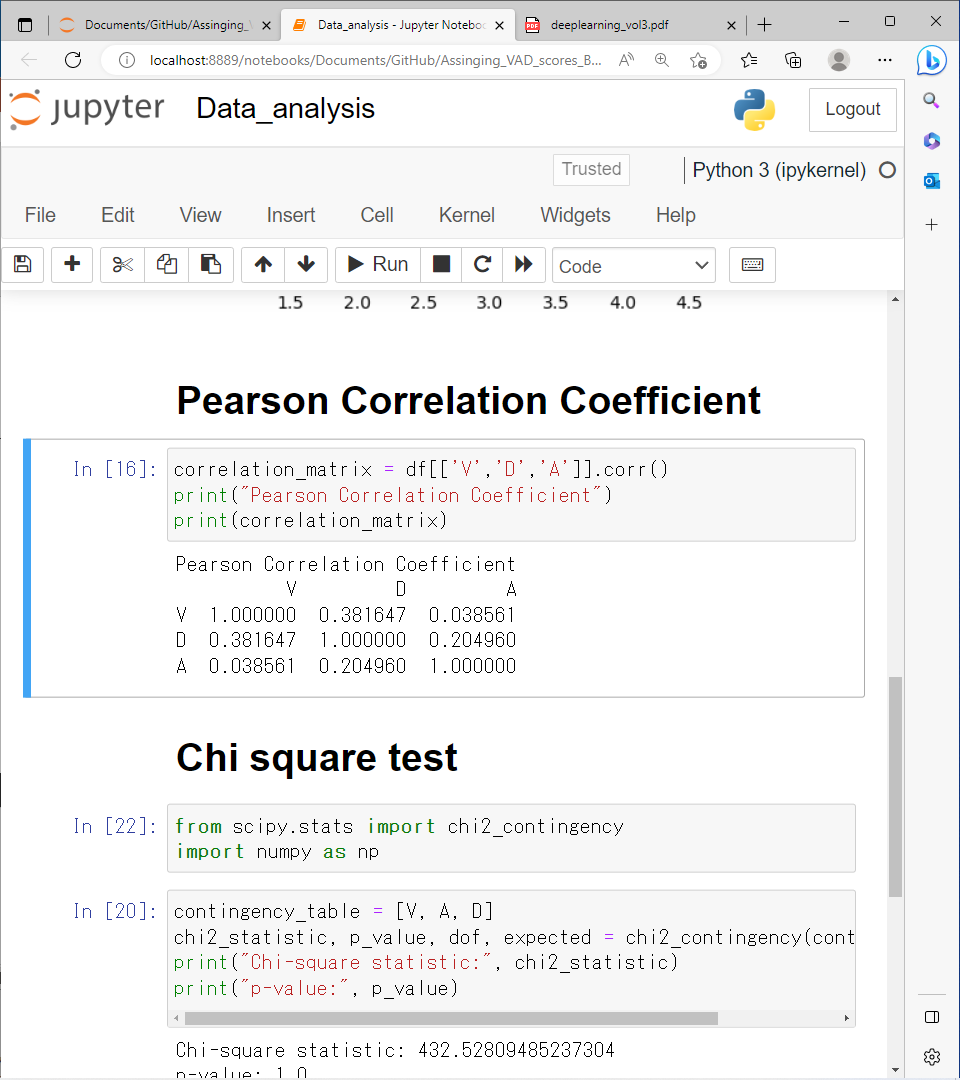 Documents/GitHub/Assinging_
Data_analysis - Jupyter Notebook
deeplearning_vol3.pdf
localhost:8889/notebooks/Documents/GitHub/Assinging_VAD_scores_B...
jupyter
Data_analysis
Logout
Trusted
Python 3 (ipykernel)
File Edit View Insert Cell Kernel Widgets Help
Run
Code
1.5 2.0 2.5 3.0 3.5 4.0 4.5
Pearson Correlation Coefficient
In [16]: correlation_matrix = df[['V','D','A']].corr()
print("Pearson Correlation Coefficient")
print(correlation_matrix)
Pearson Correlation Coefficient
V D A
V 1.000000 0.381647 0.038561
D 0.381647 1.000000 0.204960
A 0.038561 0.204960 1.000000
Chi square test
In [22]: from scipy.stats import chi2_contingency
import numpy as np
In [20]: contingency_table = [V, A, D]
chi2_statistic, p_value, dof, expected = chi2_contingency(cont
print("Chi-square statistic:", chi2_statistic)
print("p-value:", p_value)
Chi-square statistic: 432.52809485237304
p-value: 1.0